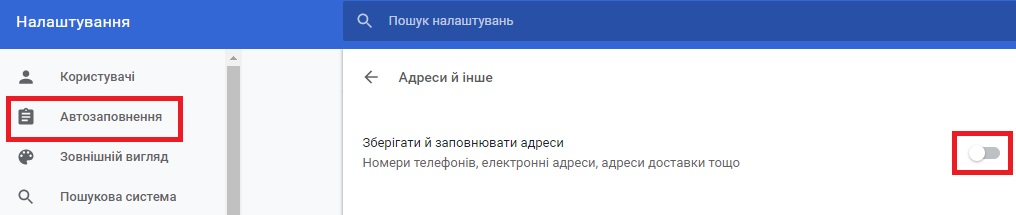 Налаштування
Пошук налаштувань
Користувачі
Автозаповнення
Зовнішній вигляд
Пошукова система
Адреси й інше
Зберігати й заповнювати адреси
Номери телефонів, електронні адреси, адреси доставки тощо